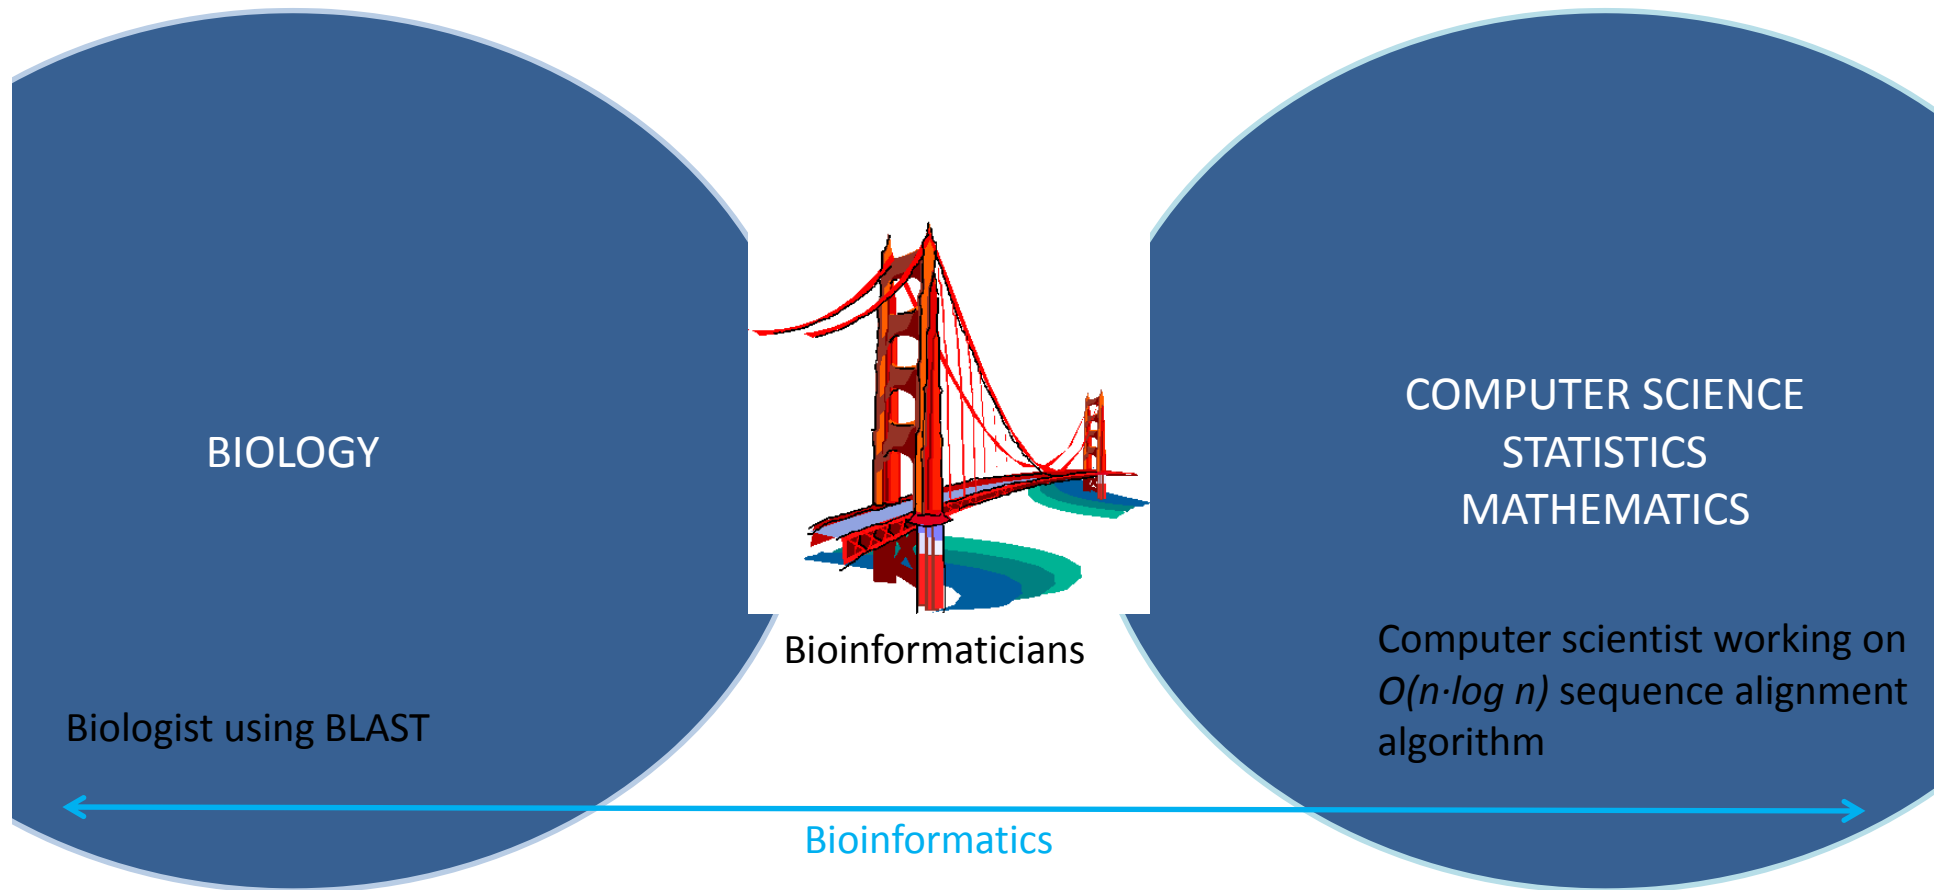 BIOLOGY
COMPUTER SCIENCE
STATISTICS
MATHEMATICS
Bioinformaticians
Biologist using BLAST
Computer scientist working on
O(n·log n) sequence alignment
algorithm
Bioinformatics